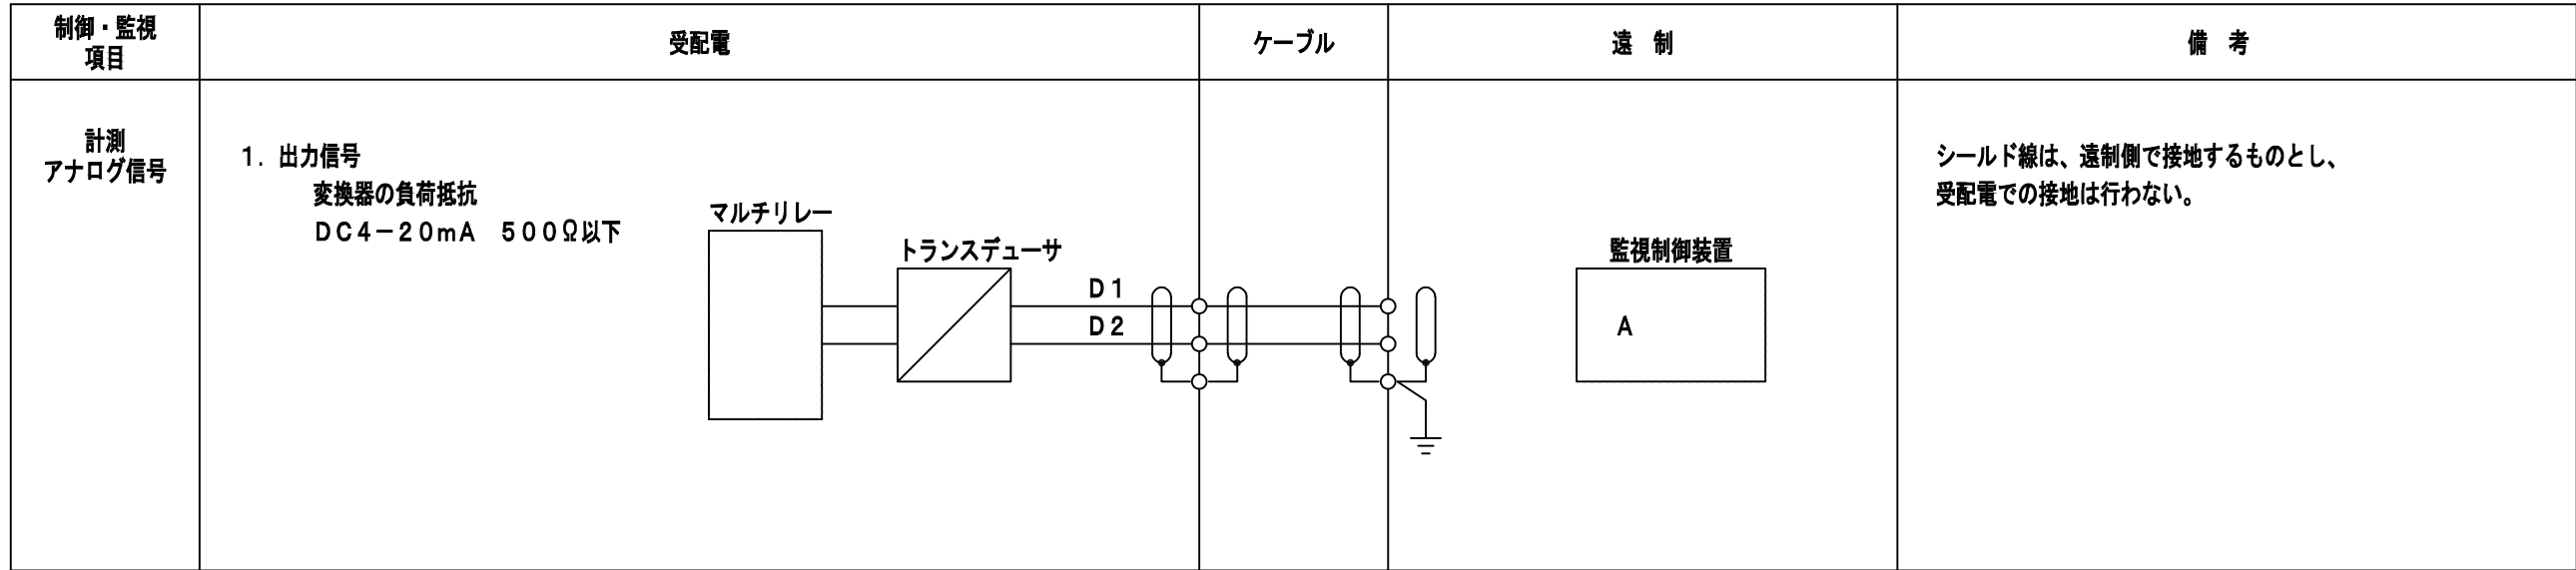 制御・監視
項目
受配電
ケーブル
遠　制
備　考
計測
アナログ信号
１．出力信号
変換器の負荷抵抗
ＤＣ４－２０ｍＡ　５００Ω以下
マルチリレー
トランスデューサ
Ｄ１
Ｄ２
監視制御装置
Ａ
シールド線は、遠制側で接地するものとし、
受配電での接地は行わない。